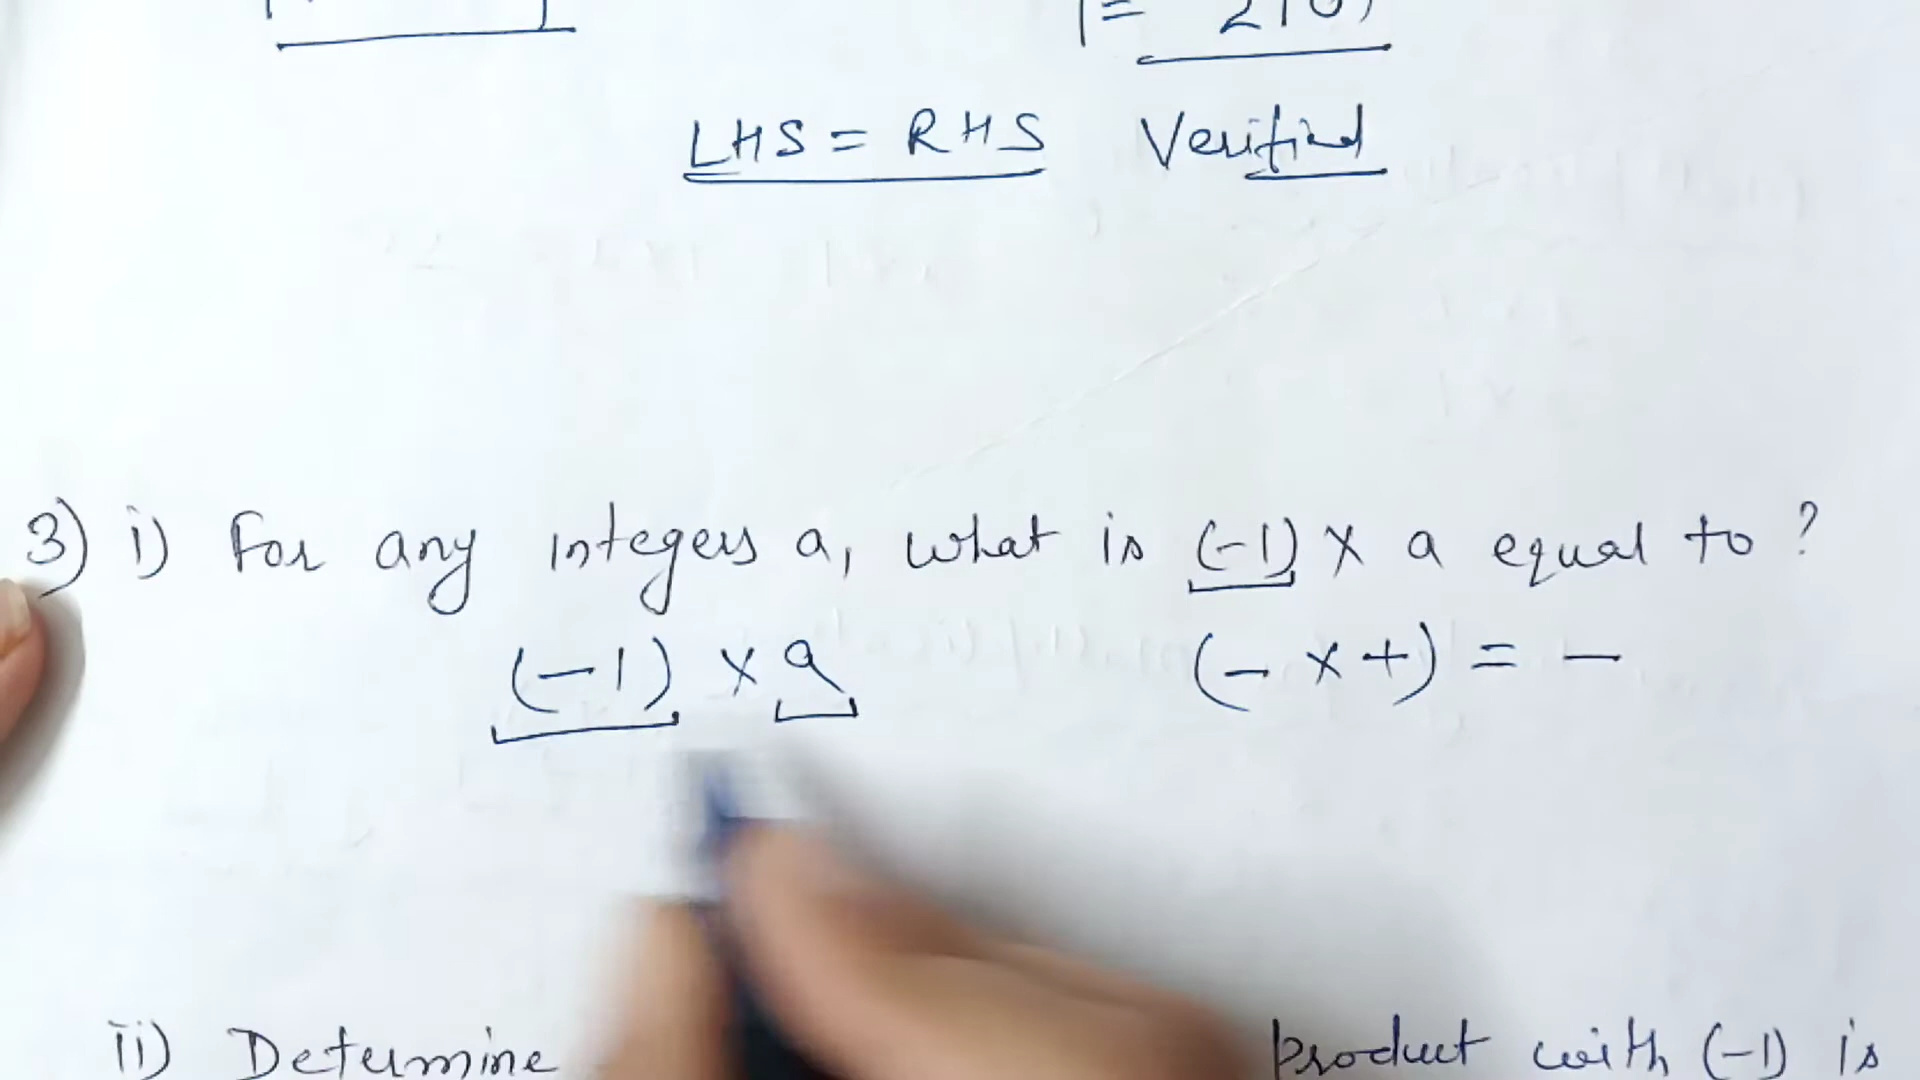 LHS = RHS Verified
3) i) For any integers a, what is (-1) x a equal to ?
(-1) x a (- x +) = -
ii) Determine product with (-1) is